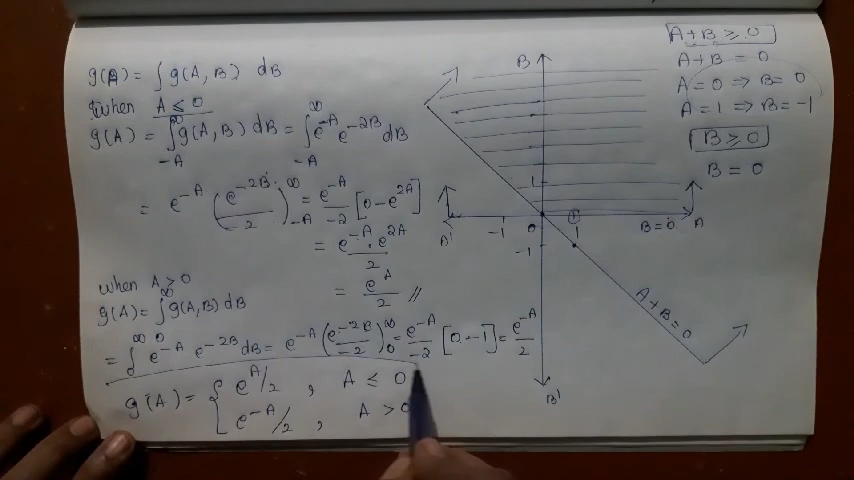 g(A) = ∫ g(A, B) dB
when A ≤ 0
g(A) = ∫_{-A}^{∞} g(A, B) dB = ∫_{-A}^{∞} e^{-A} e^{-2B} dB
= e^{-A} (e^{-2B}/-2)_{-A}^{∞} = e^{-A}/-2 [0 - e^{2A}]
= e^{-A} . e^{2A}/2
= e^{A}/2 //
when A > 0
g(A) = ∫_{0}^{∞} g(A, B) dB
= ∫_{0}^{∞} e^{-A} e^{-2B} dB = e^{-A} (e^{-2B}/-2)_{0}^{∞} = e^{-A}/-2 [0 - 1] = e^{-A}/2
g(A) = { e^{A}/2 , A ≤ 0
e^{-A}/2 , A > 0
B
1
A' -1 0 1 B=0 A
-1
A+B=0
B'
A+B ≥ 0
A+B = 0
A = 0 ⇒ B = 0
A = 1 ⇒ B = -1
B ≥ 0
B = 0